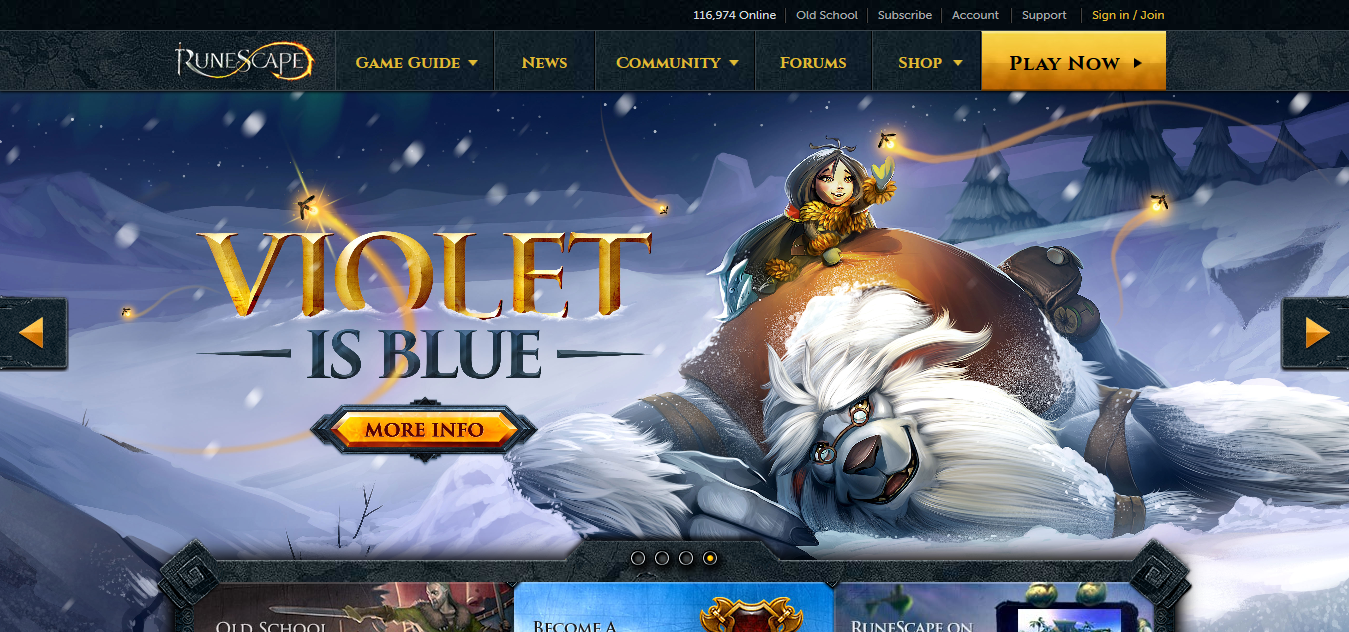 116,974 Online Old School Subscribe Account Support Sign in / Join
RuneScape Game Guide News Community Forums Shop Play Now
VIOLET
IS BLUE
MORE INFO
Old School Become a RuneScape on